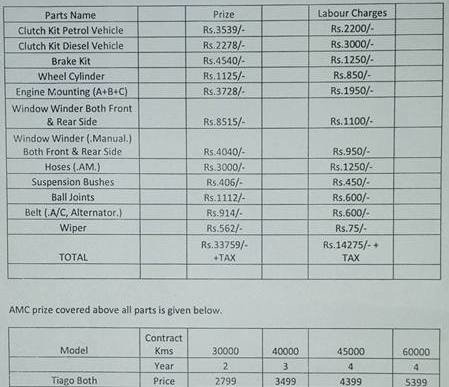 Parts Name Prize Labour Charges
Clutch Kit Petrol Vehicle Rs.3539/- Rs.2200/-
Clutch Kit Diesel Vehicle Rs.2278/- Rs.3000/-
Brake Kit Rs.4540/- Rs.1250/-
Wheel Cylinder Rs.1125/- Rs.850/-
Engine Mounting (A+B+C) Rs.3728/- Rs.1950/-
Window Winder Both Front
& Rear Side Rs.8515/- Rs.1100/-
Window Winder (.Manual.)
Both Front & Rear Side Rs.4040/- Rs.950/-
Hoses (.AM.) Rs.3000/- Rs.1250/-
Suspension Bushes Rs.406/- Rs.450/-
Ball Joints Rs.1112/- Rs.600/-
Belt (.A/C, Alternator.) Rs.914/- Rs.600/-
Wiper Rs.562/- Rs.75/-
Rs.33759/- Rs.14275/- +
TOTAL +TAX TAX
AMC prize covered above all parts is given below.
Contract
Model Kms 30000 40000 45000 60000
Year 2 3 4 4
Tiago Both Price 2799 3499 4399 5399